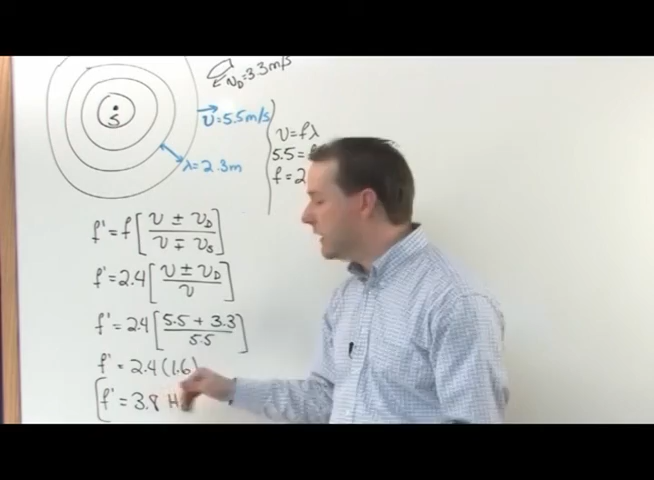 v_D = 3.3 m/s
S
v = 5.5 m/s
λ = 2.3 m
v = fλ
5.5 =
f = 2
f' = f [ (v ± v_D) / (v ∓ v_s) ]
f' = 2.4 [ (v ± v_D) / v ]
f' = 2.4 [ (5.5 + 3.3) / 5.5 ]
f' = 2.4 (1.6)
f' = 3.8 H